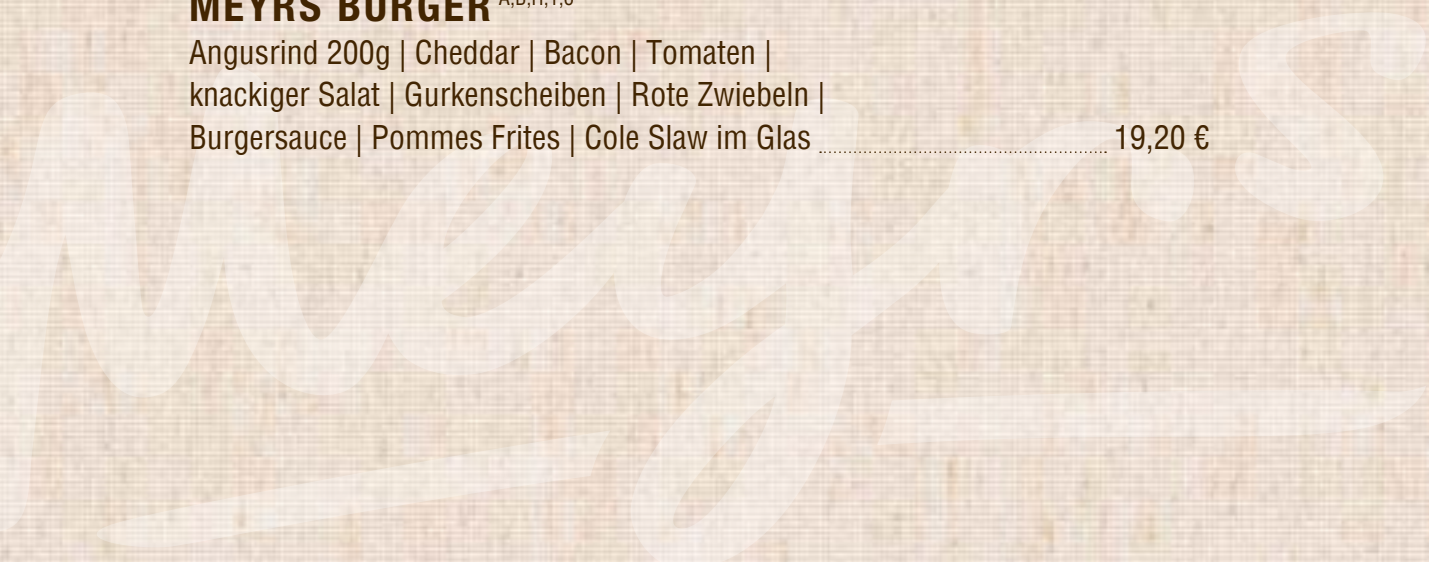 MEYRS BURGER
Angusrind 200g | Cheddar | Bacon | Tomaten |
knackiger Salat | Gurkenscheiben | Rote Zwiebeln |
Burgersauce | Pommes Frites | Cole Slaw im Glas 19,20 €
Meyr's